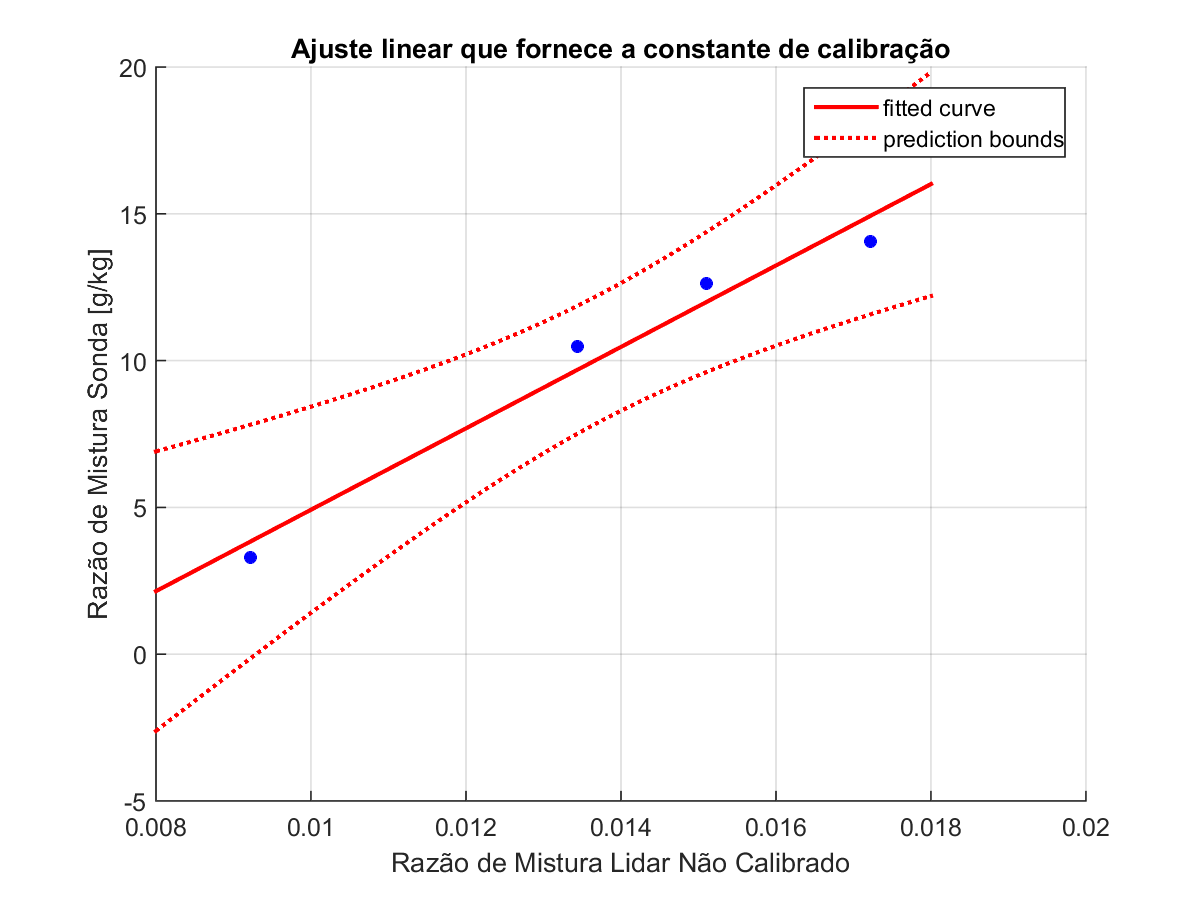 Ajuste linear que fornece a constante de calibração
20
15
10
5
0
-5
0.008
0.01
0.012
0.014
0.016
0.018
0.02
Razão de Mistura Sonda [g/kg]
Razão de Mistura Lidar Não Calibrado
fitted curve
prediction bounds